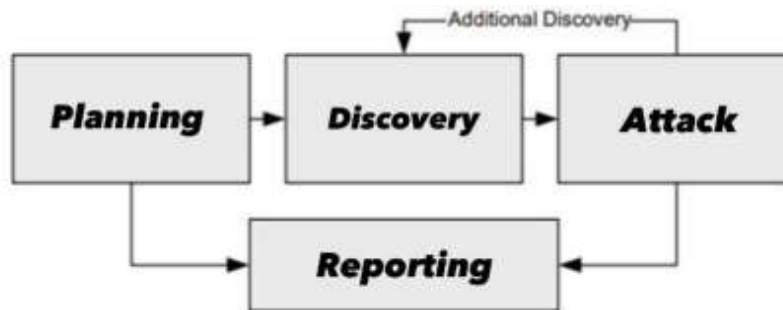 Additional Discovery
Planning
Discovery
Attack
Reporting